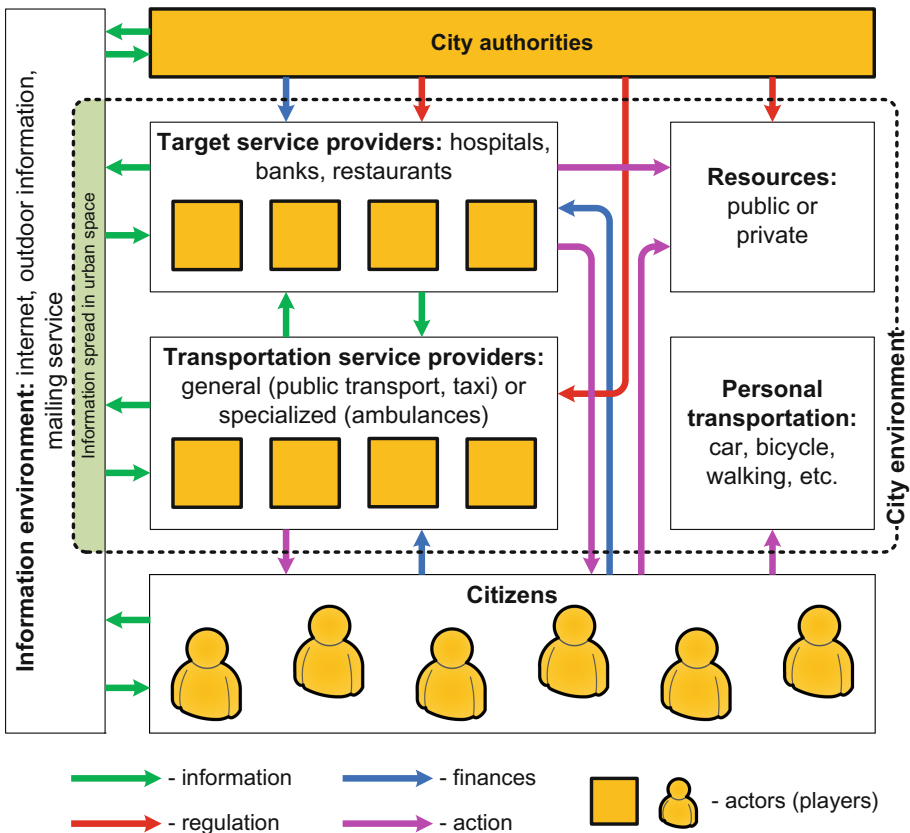 City authorities
Information environment: internet, outdoor information,
mailing service
Information spread in urban space
Target service providers: hospitals,
banks, restaurants
Resources:
public or
private
Transportation service providers:
general (public transport, taxi) or
specialized (ambulances)
Personal
transportation:
car, bicycle,
walking, etc.
City environment
Citizens
- information
- finances
- actors (players)
- regulation
- action